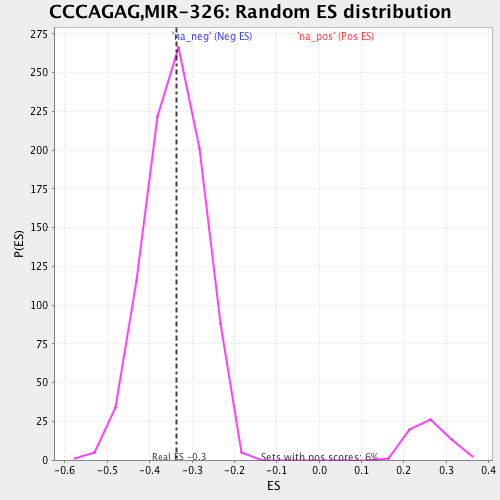 CCCAGAG,MIR-326: Random ES distribution
'na_neg' (Neg ES)
'na_pos' (Pos ES)
275
250
225
200
175
150
125
100
75
50
25
0
P(ES)
Real ES -0.3
Sets with pos scores: 6%
-0.6 -0.5 -0.4 -0.3 -0.2 -0.1 0.0 0.1 0.2 0.3 0.4
ES